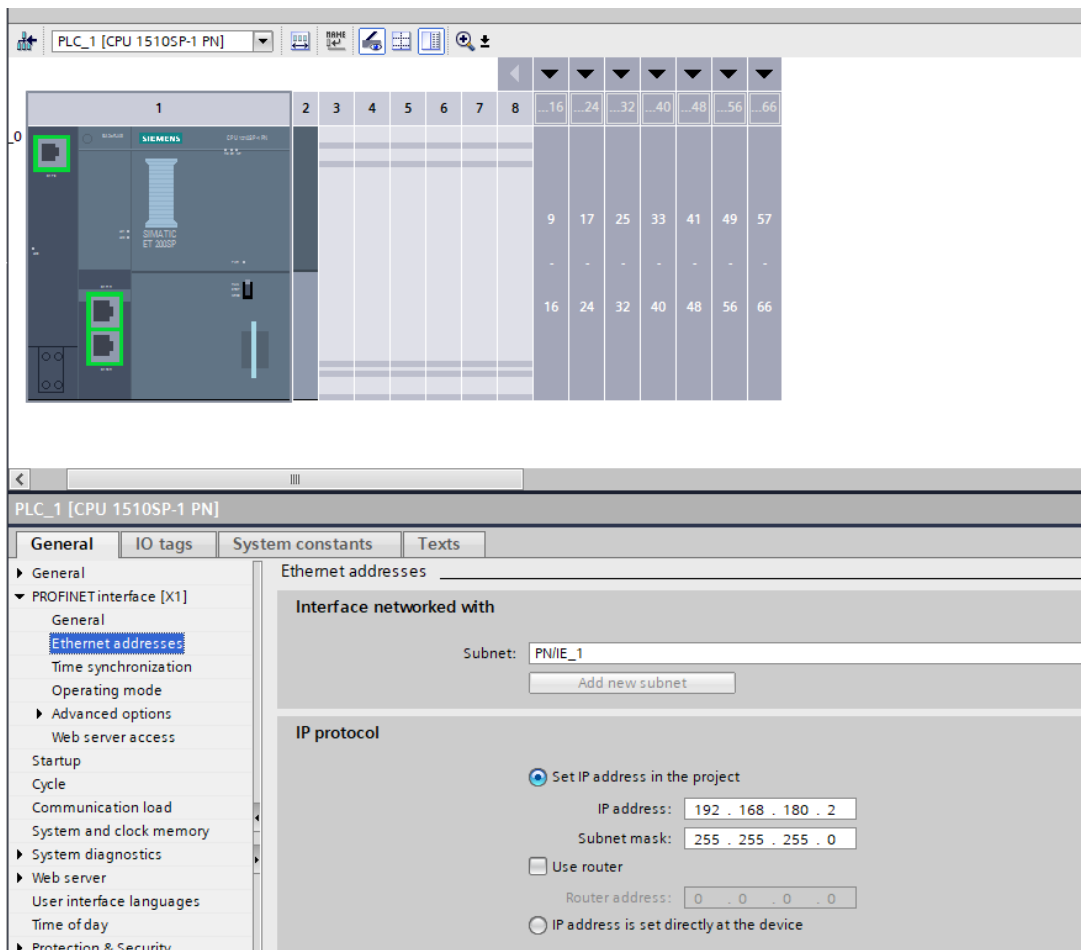 PLC_1 [CPU 1510SP-1 PN]
...16 ...24 ...32 ...40 ...48 ...56 ...66
1 2 3 4 5 6 7 8
_0
SIEMENS
SIMATIC
ET 200SP
9 17 25 33 41 49 57
- - - - - - -
16 24 32 40 48 56 66
PLC_1 [CPU 1510SP-1 PN]
General IO tags System constants Texts
General
PROFINET interface [X1]
General
Ethernet addresses
Time synchronization
Operating mode
Advanced options
Web server access
Startup
Cycle
Communication load
System and clock memory
System diagnostics
Web server
User interface languages
Time of day
Protection & Security
Ethernet addresses
Interface networked with
Subnet: PN/IE_1
Add new subnet
IP protocol
Set IP address in the project
IP address: 192 . 168 . 180 . 2
Subnet mask: 255 . 255 . 255 . 0
Use router
Router address: 0 . 0 . 0 . 0
IP address is set directly at the device